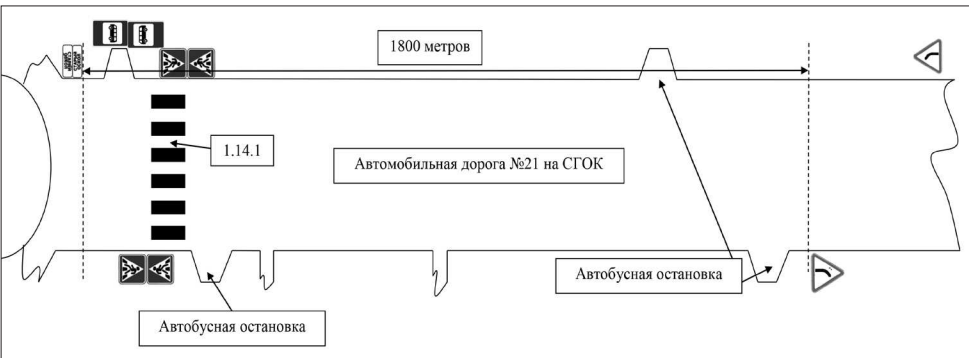 1800 метров
1.14.1
Автомобильная дорога №21 на СГОК
Автобусная остановка
Автобусная остановка